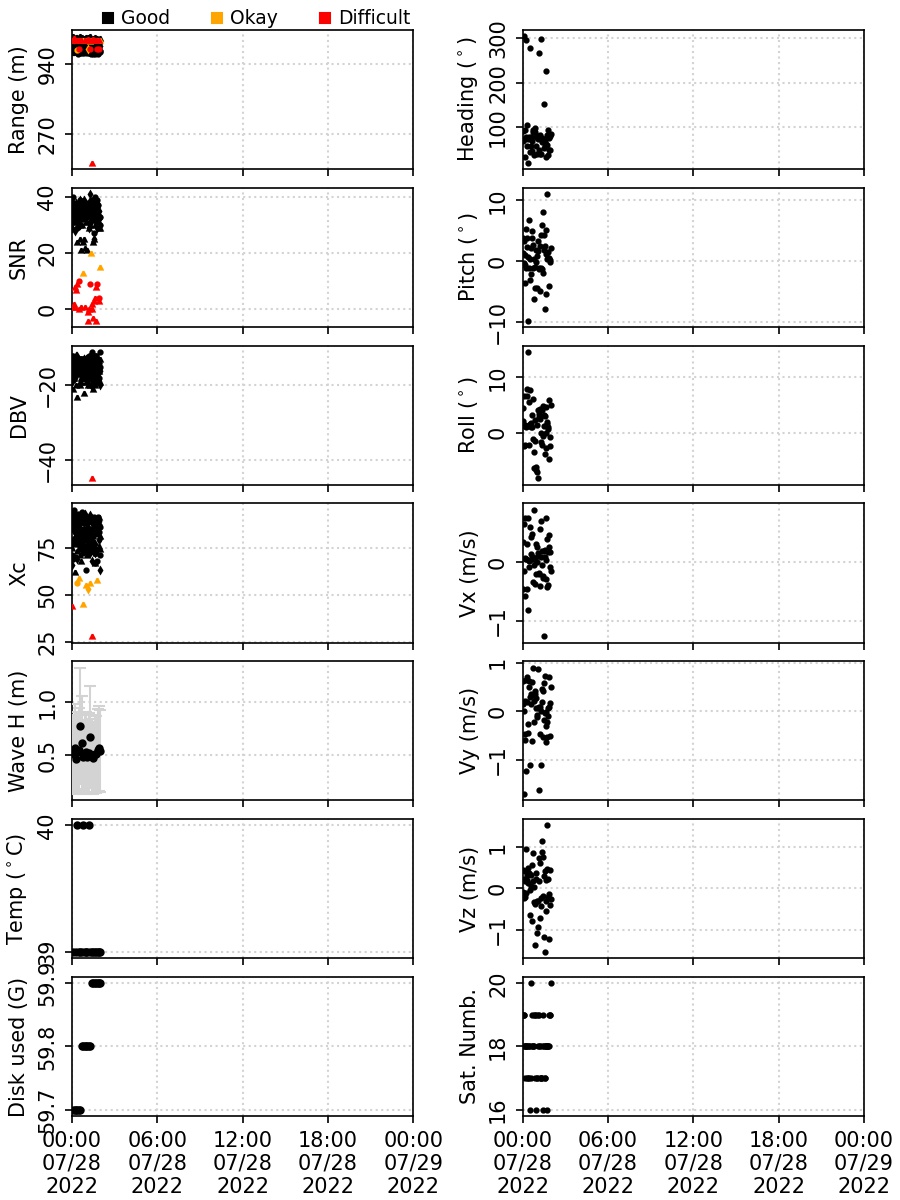 Good Okay Difficult
Range (m)
940
270
Heading (°)
300
200
100
SNR
40
20
0
Pitch (°)
10
0
−10
DBV
−20
−40
Roll (°)
10
0
Xc
75
50
25
Vx (m/s)
0
−1
Wave H (m)
1.0
0.5
Vy (m/s)
1
0
−1
Temp (°C)
40
39
Vz (m/s)
1
0
−1
Disk used (G)
59.9
59.8
59.7
Sat. Numb.
20
18
16
00:00 06:00 12:00 18:00 00:00
07/28 07/28 07/28 07/28 07/29
2022 2022 2022 2022 2022
00:00 06:00 12:00 18:00 00:00
07/28 07/28 07/28 07/28 07/29
2022 2022 2022 2022 2022